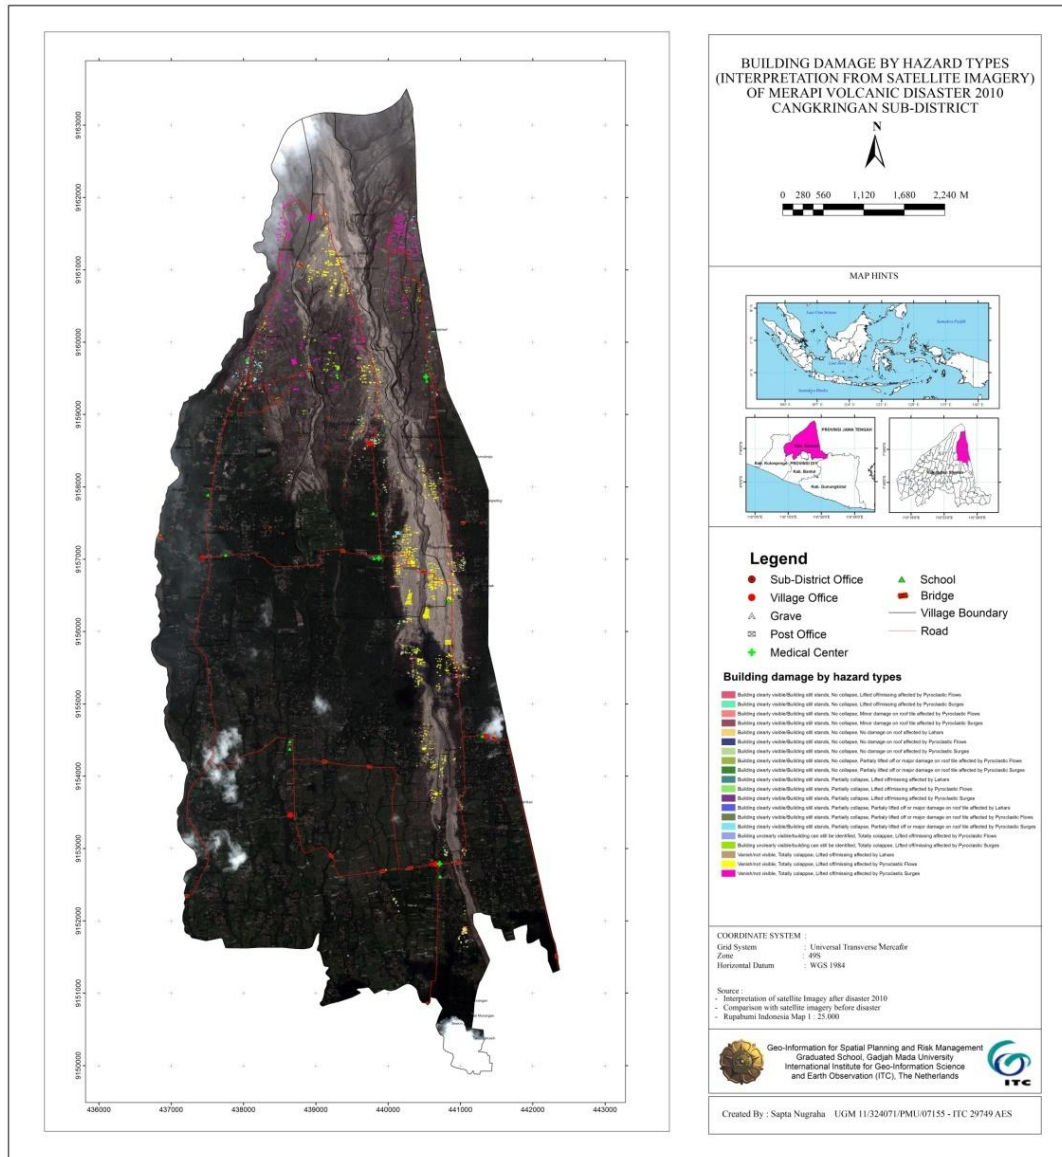 BUILDING DAMAGE BY HAZARD TYPES
(INTERPRETATION FROM SATELLITE IMAGERY)
OF MERAPI VOLCANIC DISASTER 2010
CANGKRINGAN SUB-DISTRICT
N
0 280 560 1,120 1,680 2,240 M
MAP HINTS
PROVINSI JAWA TENGAH
Kab. Kulonprogo PROVINSI DIY
Kab. Bantul
Kab. Gunungkidul
Legend
Sub-District Office
Village Office
Grave
Post Office
Medical Center
School
Bridge
Village Boundary
Road
Building damage by hazard types
Building clearly visible/Building still stands, No collapse, Lifted off/missing affected by Pyroclastic Flows
Building clearly visible/Building still stands, No collapse, Lifted off/missing affected by Pyroclastic Surges
Building clearly visible/Building still stands, No collapse, Minor damage on roof tile affected by Pyroclastic Flows
Building clearly visible/Building still stands, No collapse, Minor damage on roof tile affected by Pyroclastic Surges
Building clearly visible/Building still stands, No collapse, No damage on roof affected by Lahars
Building clearly visible/Building still stands, No collapse, No damage on roof affected by Pyroclastic Flows
Building clearly visible/Building still stands, No collapse, No damage on roof affected by Pyroclastic Surges
Building clearly visible/Building still stands, No collapse, Partialy lifted off or major damage on roof tile affected by Pyroclastic Flows
Building clearly visible/Building still stands, No collapse, Partialy lifted off or major damage on roof tile affected by Pyroclastic Surges
Building clearly visible/Building still stands, Partially collapse, Lifted off/missing affected by Lahars
Building clearly visible/Building still stands, Partially collapse, Lifted off/missing affected by Pyroclastic Flows
Building clearly visible/Building still stands, Partially collapse, Lifted off/missing affected by Pyroclastic Surges
Building clearly visible/Building still stands, Partially collapse, Partialy lifted off or major damage on roof tile affected by Lahars
Building clearly visible/Building still stands, Partially collapse, Partialy lifted off or major damage on roof tile affected by Pyroclastic Flows
Building clearly visible/Building still stands, Partially collapse, Partialy lifted off or major damage on roof tile affected by Pyroclastic Surges
Building unclearly visible/building can still be identified, Totally colappse, Lifted off/missing affected by Pyroclastic Flows
Building unclearly visible/building can still be identified, Totally colappse, Lifted off/missing affected by Pyroclastic Surges
Vanish/not visible, Totally colappse, Lifted off/missing affected by Lahars
Vanish/not visible, Totally colappse, Lifted off/missing affected by Pyroclastic Flows
Vanish/not visible, Totally colappse, Lifted off/missing affected by Pyroclastic Surges
COORDINATE SYSTEM :
Grid System : Universal Transverse Mercator
Zone : 49S
Horizontal Datum : WGS 1984
Source :
- Interpretation of satellite Imagey after disaster 2010
- Comparison with satellite imagery before disaster
- Rupabumi Indonesia Map 1 : 25.000
Geo-Information for Spatial Planning and Risk Management
Graduated School, Gadjah Mada University
International Institute for Geo-Information Science
and Earth Observation (ITC), The Netherlands
ITC
Created By : Sapta Nugraha UGM 11/324071/PMU/07155 - ITC 29749 AES
9163000
9162000
9161000
9160000
9159000
9158000
9157000
9156000
9155000
9154000
9153000
9152000
9151000
9150000
436000 437000 438000 439000 440000 441000 442000 443000